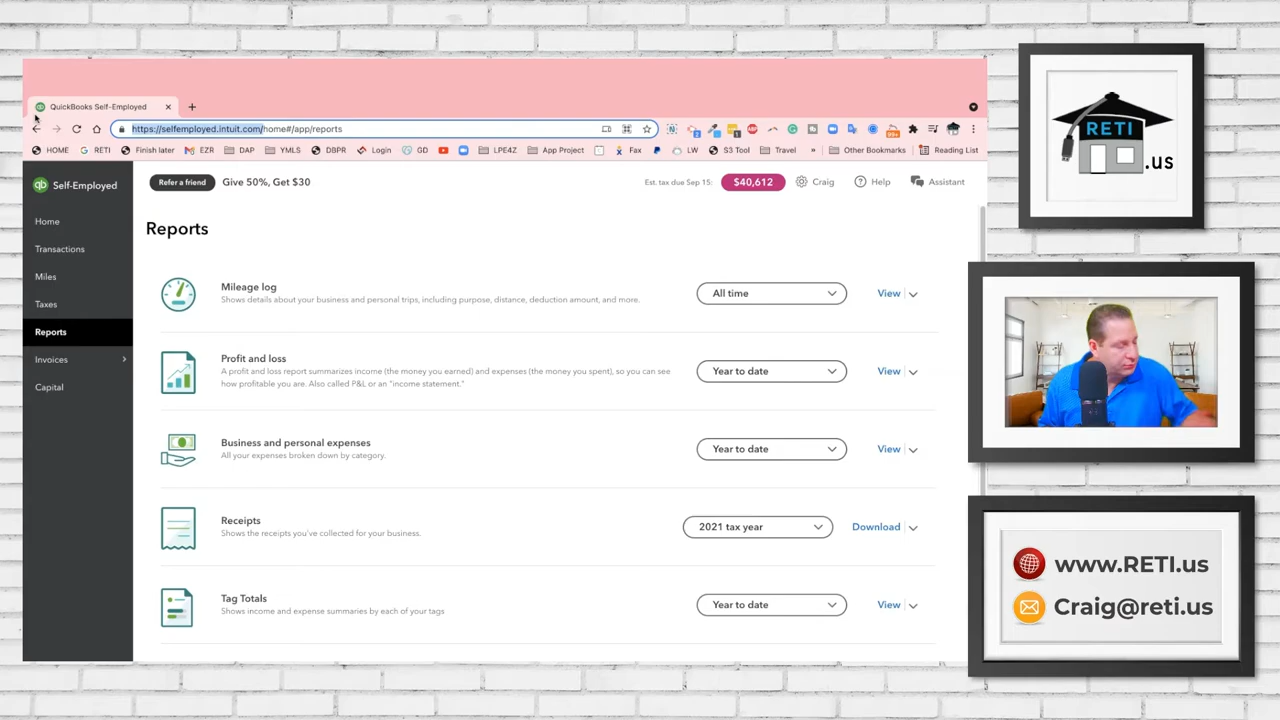 QuickBooks Self-Employed
https://selfemployed.intuit.com/home#/app/reports
HOME RETI Finish later EZR DAP YMLS DBPR Login GD LPE4Z App Project Fax LW S3 Tool Travel » Other Bookmarks Reading List
99+
qb Self-Employed
Refer a friend Give 50%, Get $30
Est. tax due Sep 15: $40,612 Craig Help Assistant
Home
Transactions
Miles
Taxes
Reports
Invoices
Capital
Reports
Mileage log
Shows details about your business and personal trips, including purpose, distance, deduction amount, and more.
All time View
Profit and loss
A profit and loss report summarizes income (the money you earned) and expenses (the money you spent), so you can see
how profitable you are. Also called P&L or an "income statement."
Year to date View
Business and personal expenses
All your expenses broken down by category.
Year to date View
Receipts
Shows the receipts you've collected for your business.
2021 tax year Download
Tag Totals
Shows income and expense summaries by each of your tags
Year to date View
RETI
.us
www.RETI.us
Craig@reti.us